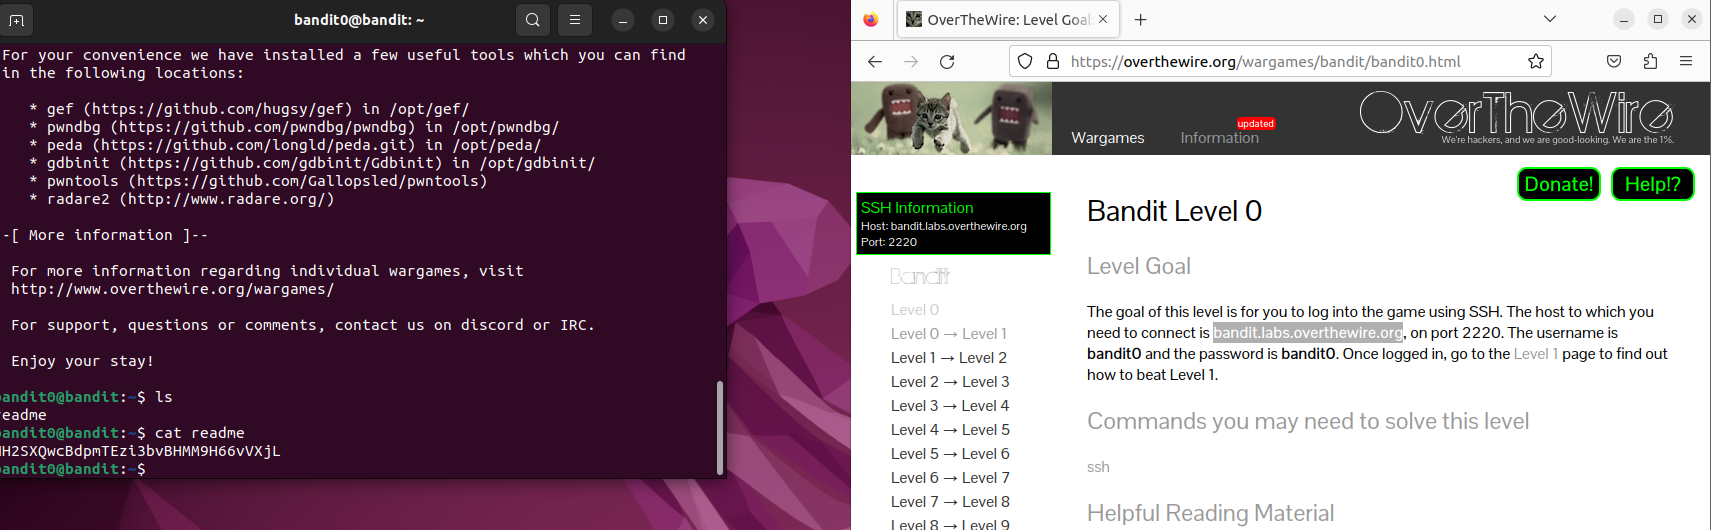 bandit0@bandit: ~
For your convenience we have installed a few useful tools which you can find
in the following locations:
* gef (https://github.com/hugsy/gef) in /opt/gef/
* pwndbg (https://github.com/pwndbg/pwndbg) in /opt/pwndbg/
* peda (https://github.com/longld/peda.git) in /opt/peda/
* gdbinit (https://github.com/gdbinit/Gdbinit) in /opt/gdbinit/
* pwntools (https://github.com/Gallopsled/pwntools)
* radare2 (http://www.radare.org/)
-[ More information ]--
For more information regarding individual wargames, visit
http://www.overthewire.org/wargames/
For support, questions or comments, contact us on discord or IRC.
Enjoy your stay!
bandit0@bandit:~$ ls
readme
bandit0@bandit:~$ cat readme
NH2SXQwcBdpmTEzi3bvBHMM9H66vVXjL
bandit0@bandit:~$
OverTheWire: Level Goal
https://overthewire.org/wargames/bandit/bandit0.html
Wargames
Information
updated
OverTheWire
We're hackers, and we are good-looking. We are the 1%.
Donate!
Help!?
SSH Information
Host: bandit.labs.overthewire.org
Port: 2220
Bandit
Level 0
Level 0 → Level 1
Level 1 → Level 2
Level 2 → Level 3
Level 3 → Level 4
Level 4 → Level 5
Level 5 → Level 6
Level 6 → Level 7
Level 7 → Level 8
Level 8 → Level 9
Bandit Level 0
Level Goal
The goal of this level is for you to log into the game using SSH. The host to which you
need to connect is bandit.labs.overthewire.org, on port 2220. The username is
bandit0 and the password is bandit0. Once logged in, go to the Level 1 page to find out
how to beat Level 1.
Commands you may need to solve this level
ssh
Helpful Reading Material